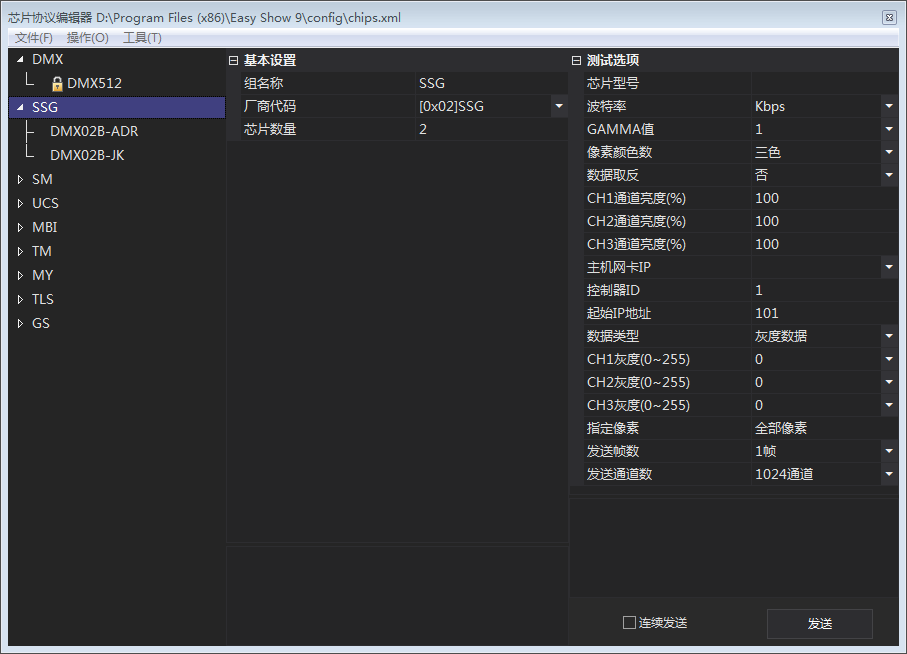 芯片协议编辑器 D:\Program Files (x86)\Easy Show 9\config\chips.xml
文件(F) 操作(O) 工具(T)
DMX
DMX512
SSG
DMX02B-ADR
DMX02B-JK
SM
UCS
MBI
TM
MY
TLS
GS
基本设置
组名称 SSG
厂商代码 [0x02]SSG
芯片数量 2
测试选项
芯片型号
波特率 Kbps
GAMMA值 1
像素颜色数 三色
数据取反 否
CH1通道亮度(%) 100
CH2通道亮度(%) 100
CH3通道亮度(%) 100
主机网卡IP
控制器ID 1
起始IP地址 101
数据类型 灰度数据
CH1灰度(0~255) 0
CH2灰度(0~255) 0
CH3灰度(0~255) 0
指定像素 全部像素
发送帧数 1帧
发送通道数 1024通道
连续发送 发送